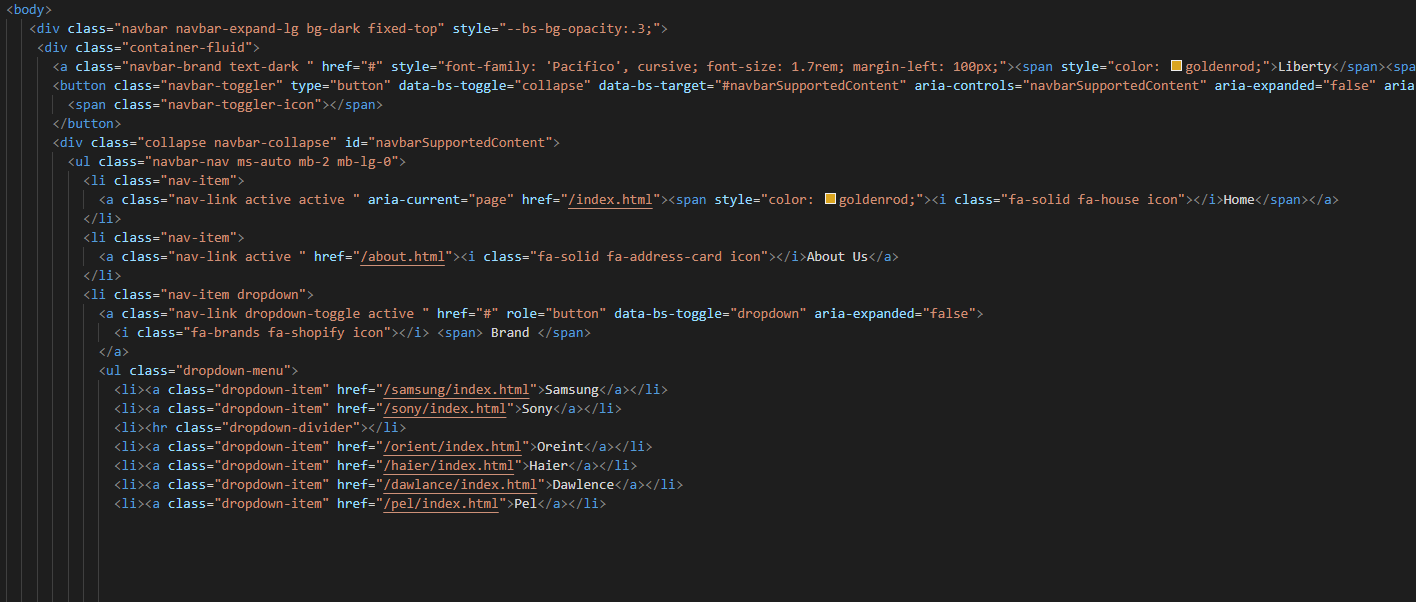 <body>
<div class="navbar navbar-expand-lg bg-dark fixed-top" style="--bs-bg-opacity:.3;">
<div class="container-fluid">
<a class="navbar-brand text-dark " href="#" style="font-family: 'Pacifico', cursive; font-size: 1.7rem; margin-left: 100px;"><span style="color: goldenrod;">Liberty</span><spa
<button class="navbar-toggler" type="button" data-bs-toggle="collapse" data-bs-target="#navbarSupportedContent" aria-controls="navbarSupportedContent" aria-expanded="false" aria
<span class="navbar-toggler-icon"></span>
</button>
<div class="collapse navbar-collapse" id="navbarSupportedContent">
<ul class="navbar-nav ms-auto mb-2 mb-lg-0">
<li class="nav-item">
<a class="nav-link active active " aria-current="page" href="/index.html"><span style="color: goldenrod;"><i class="fa-solid fa-house icon"></i>Home</span></a>
</li>
<li class="nav-item">
<a class="nav-link active " href="/about.html"><i class="fa-solid fa-address-card icon"></i>About Us</a>
</li>
<li class="nav-item dropdown">
<a class="nav-link dropdown-toggle active " href="#" role="button" data-bs-toggle="dropdown" aria-expanded="false">
<i class="fa-brands fa-shopify icon"></i> <span> Brand </span>
</a>
<ul class="dropdown-menu">
<li><a class="dropdown-item" href="/samsung/index.html">Samsung</a></li>
<li><a class="dropdown-item" href="/sony/index.html">Sony</a></li>
<li><hr class="dropdown-divider"></li>
<li><a class="dropdown-item" href="/orient/index.html">Oreint</a></li>
<li><a class="dropdown-item" href="/haier/index.html">Haier</a></li>
<li><a class="dropdown-item" href="/dawlance/index.html">Dawlence</a></li>
<li><a class="dropdown-item" href="/pel/index.html">Pel</a></li>